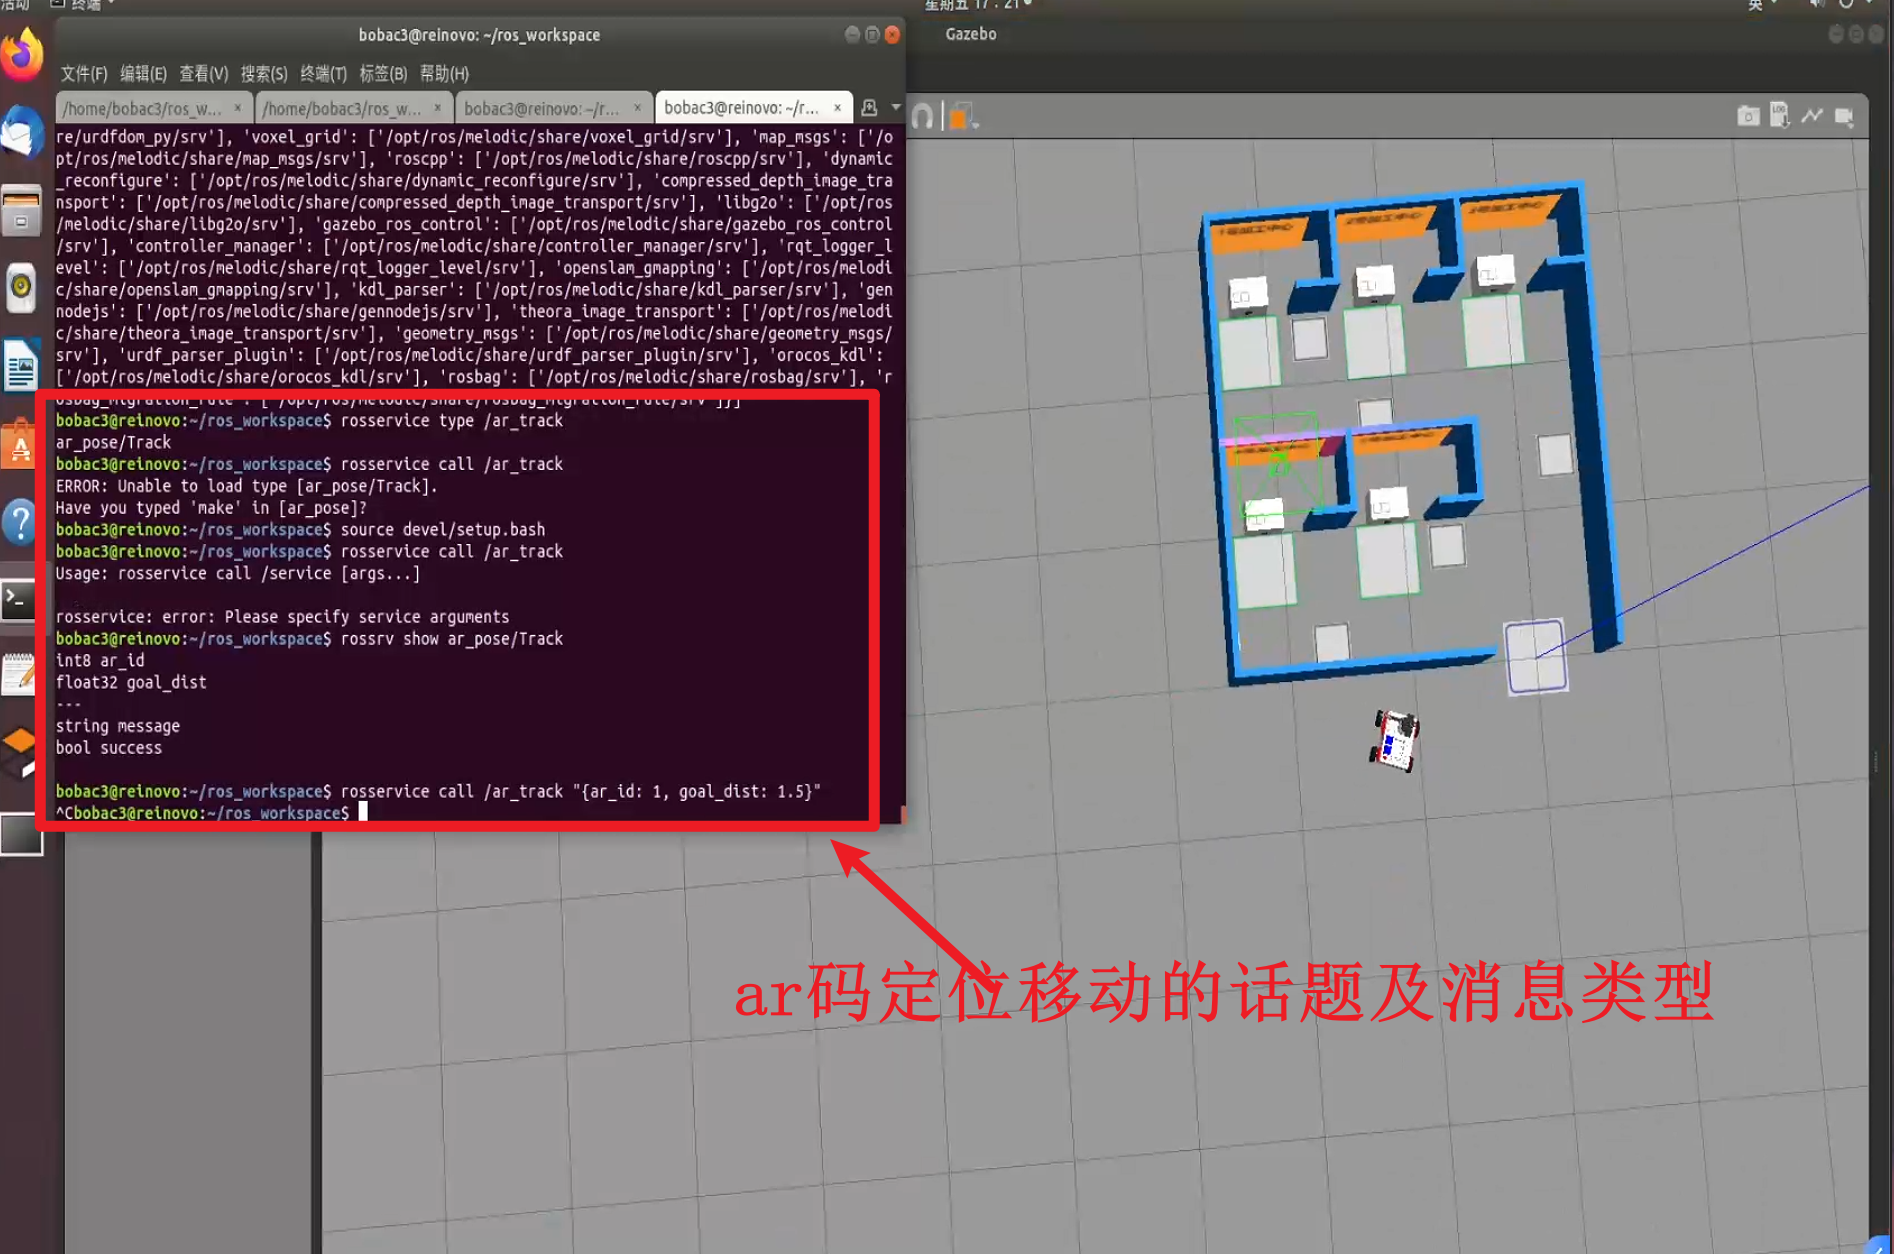 终端
星期五 17：21
英
bobac3@reinovo: ~/ros_workspace
Gazebo
文件(F) 编辑(E) 查看(V) 搜索(S) 终端(T) 标签(B) 帮助(H)
/home/bobac3/ros_w... × /home/bobac3/ros_w... × bobac3@reinovo: ~/r... × bobac3@reinovo: ~/r... ×
re/urdfdom_py/srv'], 'voxel_grid': ['/opt/ros/melodic/share/voxel_grid/srv'], 'map_msgs': ['/o
pt/ros/melodic/share/map_msgs/srv'], 'roscpp': ['/opt/ros/melodic/share/roscpp/srv'], 'dynamic
_reconfigure': ['/opt/ros/melodic/share/dynamic_reconfigure/srv'], 'compressed_depth_image_tra
nsport': ['/opt/ros/melodic/share/compressed_depth_image_transport/srv'], 'libg2o': ['/opt/ros
/melodic/share/libg2o/srv'], 'gazebo_ros_control': ['/opt/ros/melodic/share/gazebo_ros_control
/srv'], 'controller_manager': ['/opt/ros/melodic/share/controller_manager/srv'], 'rqt_logger_l
evel': ['/opt/ros/melodic/share/rqt_logger_level/srv'], 'openslam_gmapping': ['/opt/ros/melodi
c/share/openslam_gmapping/srv'], 'kdl_parser': ['/opt/ros/melodic/share/kdl_parser/srv'], 'gen
nodejs': ['/opt/ros/melodic/share/gennodejs/srv'], 'theora_image_transport': ['/opt/ros/melodi
c/share/theora_image_transport/srv'], 'geometry_msgs': ['/opt/ros/melodic/share/geometry_msgs/
srv'], 'urdf_parser_plugin': ['/opt/ros/melodic/share/urdf_parser_plugin/srv'], 'orocos_kdl':
['/opt/ros/melodic/share/orocos_kdl/srv'], 'rosbag': ['/opt/ros/melodic/share/rosbag/srv'], 'r
osbag_migration_rule': ['/opt/ros/melodic/share/rosbag_migration_rule/srv']}]
bobac3@reinovo:~/ros_workspace$ rosservice type /ar_track
ar_pose/Track
bobac3@reinovo:~/ros_workspace$ rosservice call /ar_track
ERROR: Unable to load type [ar_pose/Track].
Have you typed 'make' in [ar_pose]?
bobac3@reinovo:~/ros_workspace$ source devel/setup.bash
bobac3@reinovo:~/ros_workspace$ rosservice call /ar_track
Usage: rosservice call /service [args...]
rosservice: error: Please specify service arguments
bobac3@reinovo:~/ros_workspace$ rossrv show ar_pose/Track
int8 ar_id
float32 goal_dist
---
string message
bool success
bobac3@reinovo:~/ros_workspace$ rosservice call /ar_track "{ar_id: 1, goal_dist: 1.5}"
^Cbobac3@reinovo:~/ros_workspace$
ar码定位移动的话题及消息类型